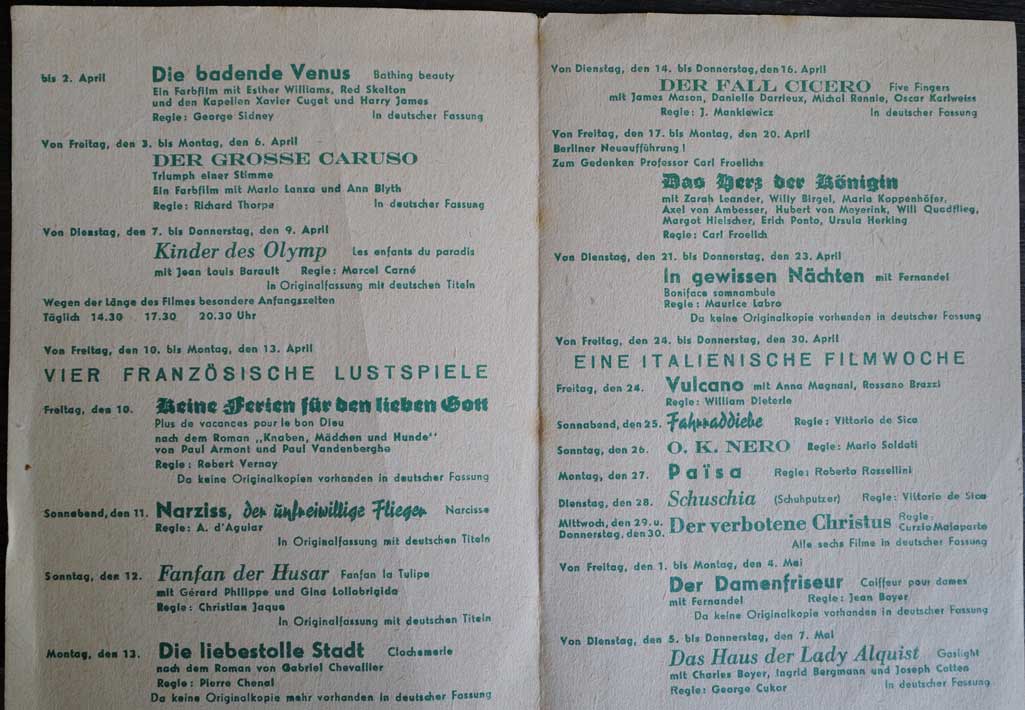 bis 2. April Die badende Venus Bathing beauty
Ein Farbfilm mit Esther Williams, Red Skelton
und den Kapellen Xavier Cugat und Harry James
Regie: George Sidney In deutscher Fassung
Von Freitag, den 3. bis Montag, den 6. April
DER GROSSE CARUSO
Triumph einer Stimme
Ein Farbfilm mit Mario Lanza und Ann Blyth
Regie: Richard Thorpe In deutscher Fassung
Von Dienstag, den 7. bis Donnerstag, den 9. April
Kinder des Olymp Les enfants du paradis
mit Jean Louis Barault Regie: Marcel Carné
In Originalfassung mit deutschen Titeln
Wegen der Länge des Filmes besondere Anfangszeiten
Täglich 14.30 17.30 20.30 Uhr
Von Freitag, den 10. bis Montag, den 13. April
VIER FRANZÖSISCHE LUSTSPIELE
Freitag, den 10. Keine Ferien für den lieben Gott
Plus de vacances pour le bon Dieu
nach dem Roman „Knaben, Mädchen und Hunde"
von Paul Armont und Paul Vandenberghe
Regie: Robert Vernay
Da keine Originalkopien vorhanden in deutscher Fassung
Sonnabend, den 11. Narziss, der unfreiwillige Flieger Narcisse
Regie: A. d'Aguiar
In Originalfassung mit deutschen Titeln
Sonntag, den 12. Fanfan der Husar Fanfan la Tulipe
mit Gérard Philippe und Gina Lollobrigida
Regie: Christian Jaque
In Originalfassung mit deutschen Titeln
Montag, den 13. Die liebestolle Stadt Clochemerle
nach dem Roman von Gabriel Chevallier
Regie: Pierre Chenal
Da keine Originalkopie mehr vorhanden in deutscher Fassung
Von Dienstag, den 14. bis Donnerstag, den 16. April
DER FALL CICERO Five Fingers
mit James Mason, Danielle Darrieux, Michal Rennie, Oscar Karlweiss
Regie: J. Mankiewicz In deutscher Fassung
Von Freitag, den 17. bis Montag, den 20. April
Berliner Neuaufführung!
Zum Gedenken Professor Carl Froelichs
Das Herz der Königin
mit Zarah Leander, Willy Birgel, Maria Koppenhöfer,
Axel von Ambesser, Hubert von Meyerink, Will Quadflieg,
Margot Hielscher, Erich Ponto, Ursula Herking
Regie: Carl Froelich
Von Dienstag, den 21. bis Donnerstag, den 23. April
In gewissen Nächten mit Fernandel
Boniface somnambule
Regie: Maurice Labro
Da keine Originalkopie vorhanden in deutscher Fassung
Von Freitag, den 24. bis Donnerstag, den 30. April
EINE ITALIENISCHE FILMWOCHE
Freitag, den 24. Vulcano mit Anna Magnani, Rossano Brazzi
Regie: William Dieterle
Sonnabend, den 25. Fahrraddiebe Regie: Vittorio de Sica
Sonntag, den 26. O. K. NERO Regie: Mario Soldati
Montag, den 27. Païsa Regie: Roberto Rossellini
Dienstag, den 28. Schuschia (Schuhputzer) Regie: Vittorio de Sica
Mittwoch, den 29. u. Donnerstag, den 30. Der verbotene Christus Regie: Curzio Malaparte
Alle sechs Filme in deutscher Fassung
Von Freitag, den 1. bis Montag, den 4. Mai
Der Damenfriseur Coiffeur pour dames
mit Fernandel Regie: Jean Boyer
Da keine Originalkopie vorhanden in deutscher Fassung
Von Dienstag, den 5. bis Donnerstag, den 7. Mai
Das Haus der Lady Alquist Gaslight
mit Charles Boyer, Ingrid Bergmann und Joseph Cotten
Regie: George Cukor In deutscher Fassung